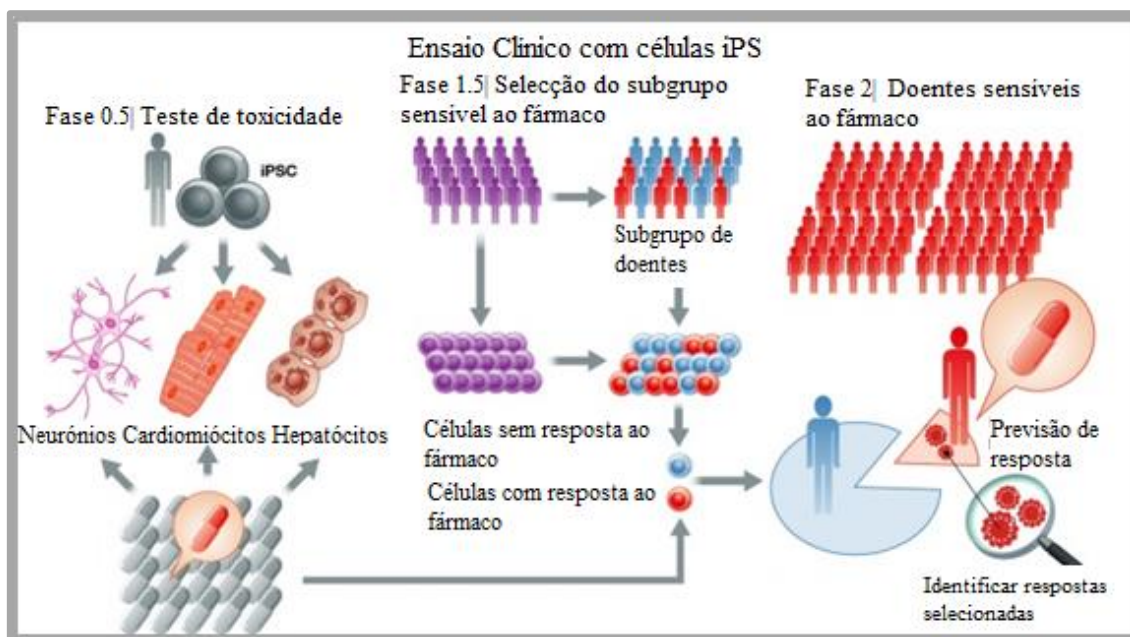 Ensaio Clinico com células iPS
Fase 0.5| Teste de toxicidade
iPSC
Neurónios Cardiomiócitos Hepatócitos
Fase 1.5| Selecção do subgrupo
sensível ao fármaco
Subgrupo de
doentes
Células sem resposta ao
fármaco
Células com resposta ao
fármaco
Fase 2| Doentes sensíveis
ao fármaco
Previsão de
resposta
Identificar respostas
selecionadas